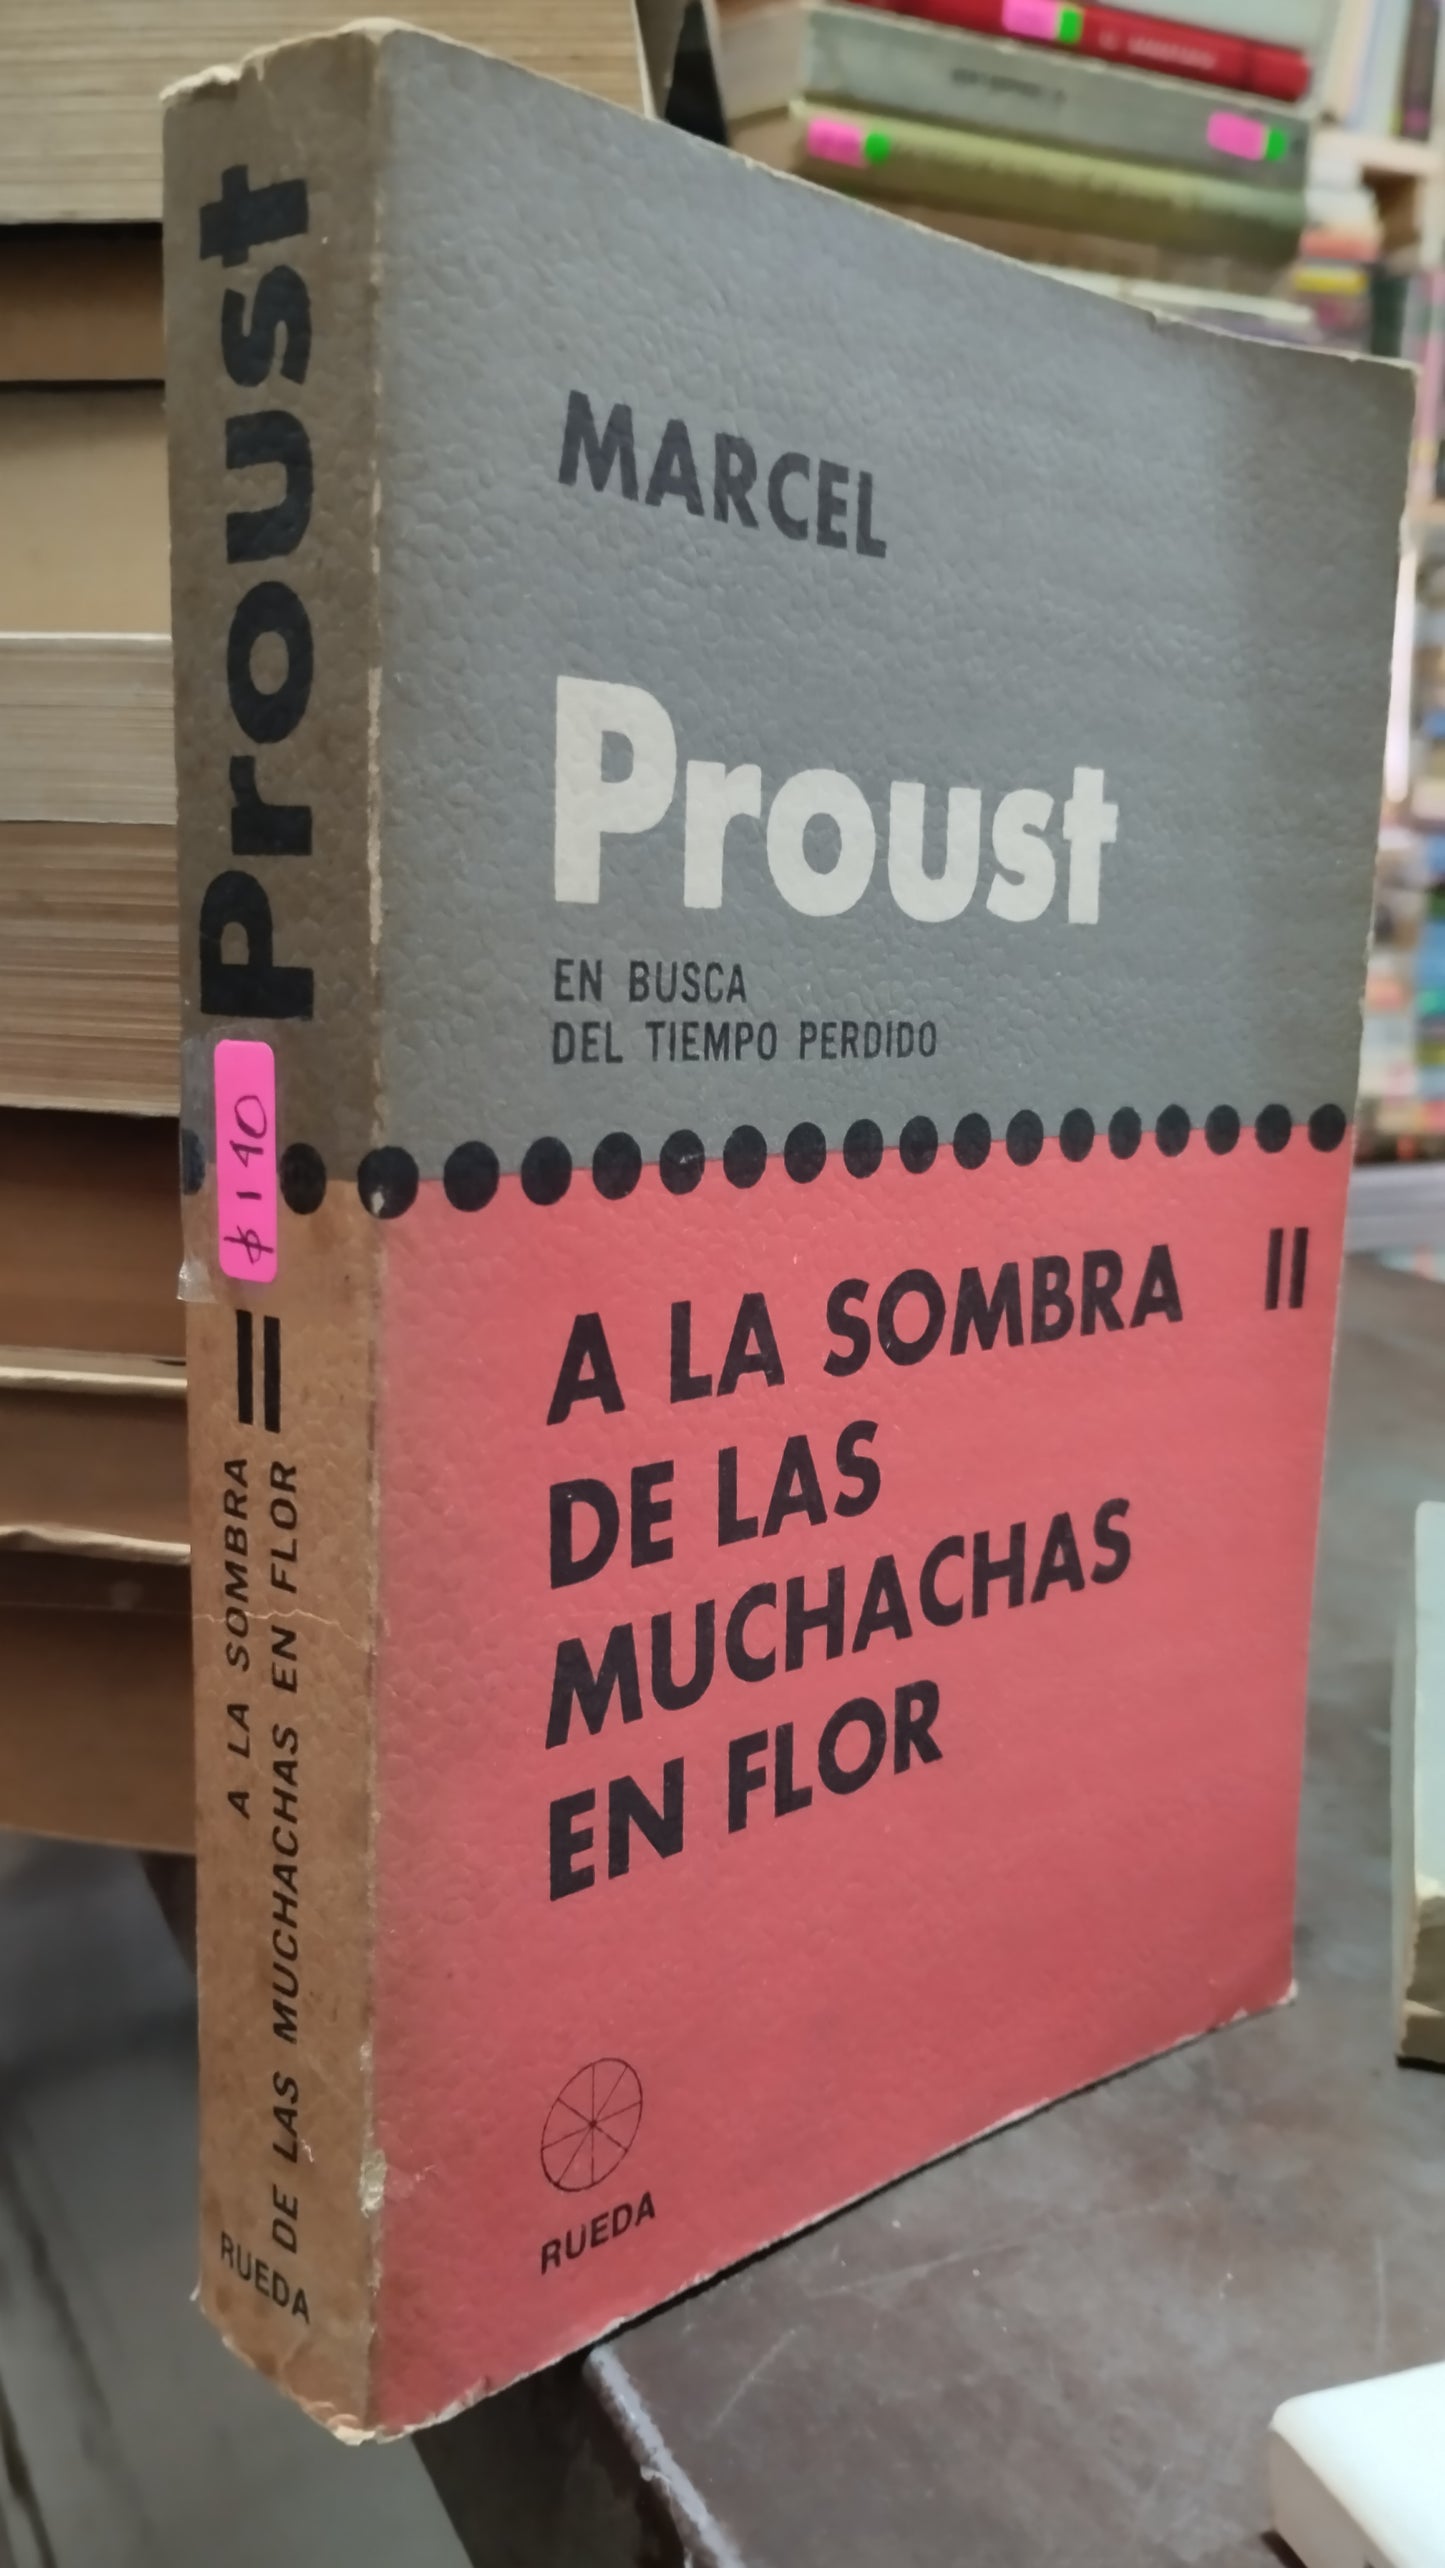 Proust
$ 140
II
A LA SOMBRA
DE LAS MUCHACHAS EN FLOR
RUEDA
MARCEL
Proust
EN BUSCA
DEL TIEMPO PERDIDO
A LA SOMBRA II
DE LAS
MUCHACHAS
EN FLOR
RUEDA